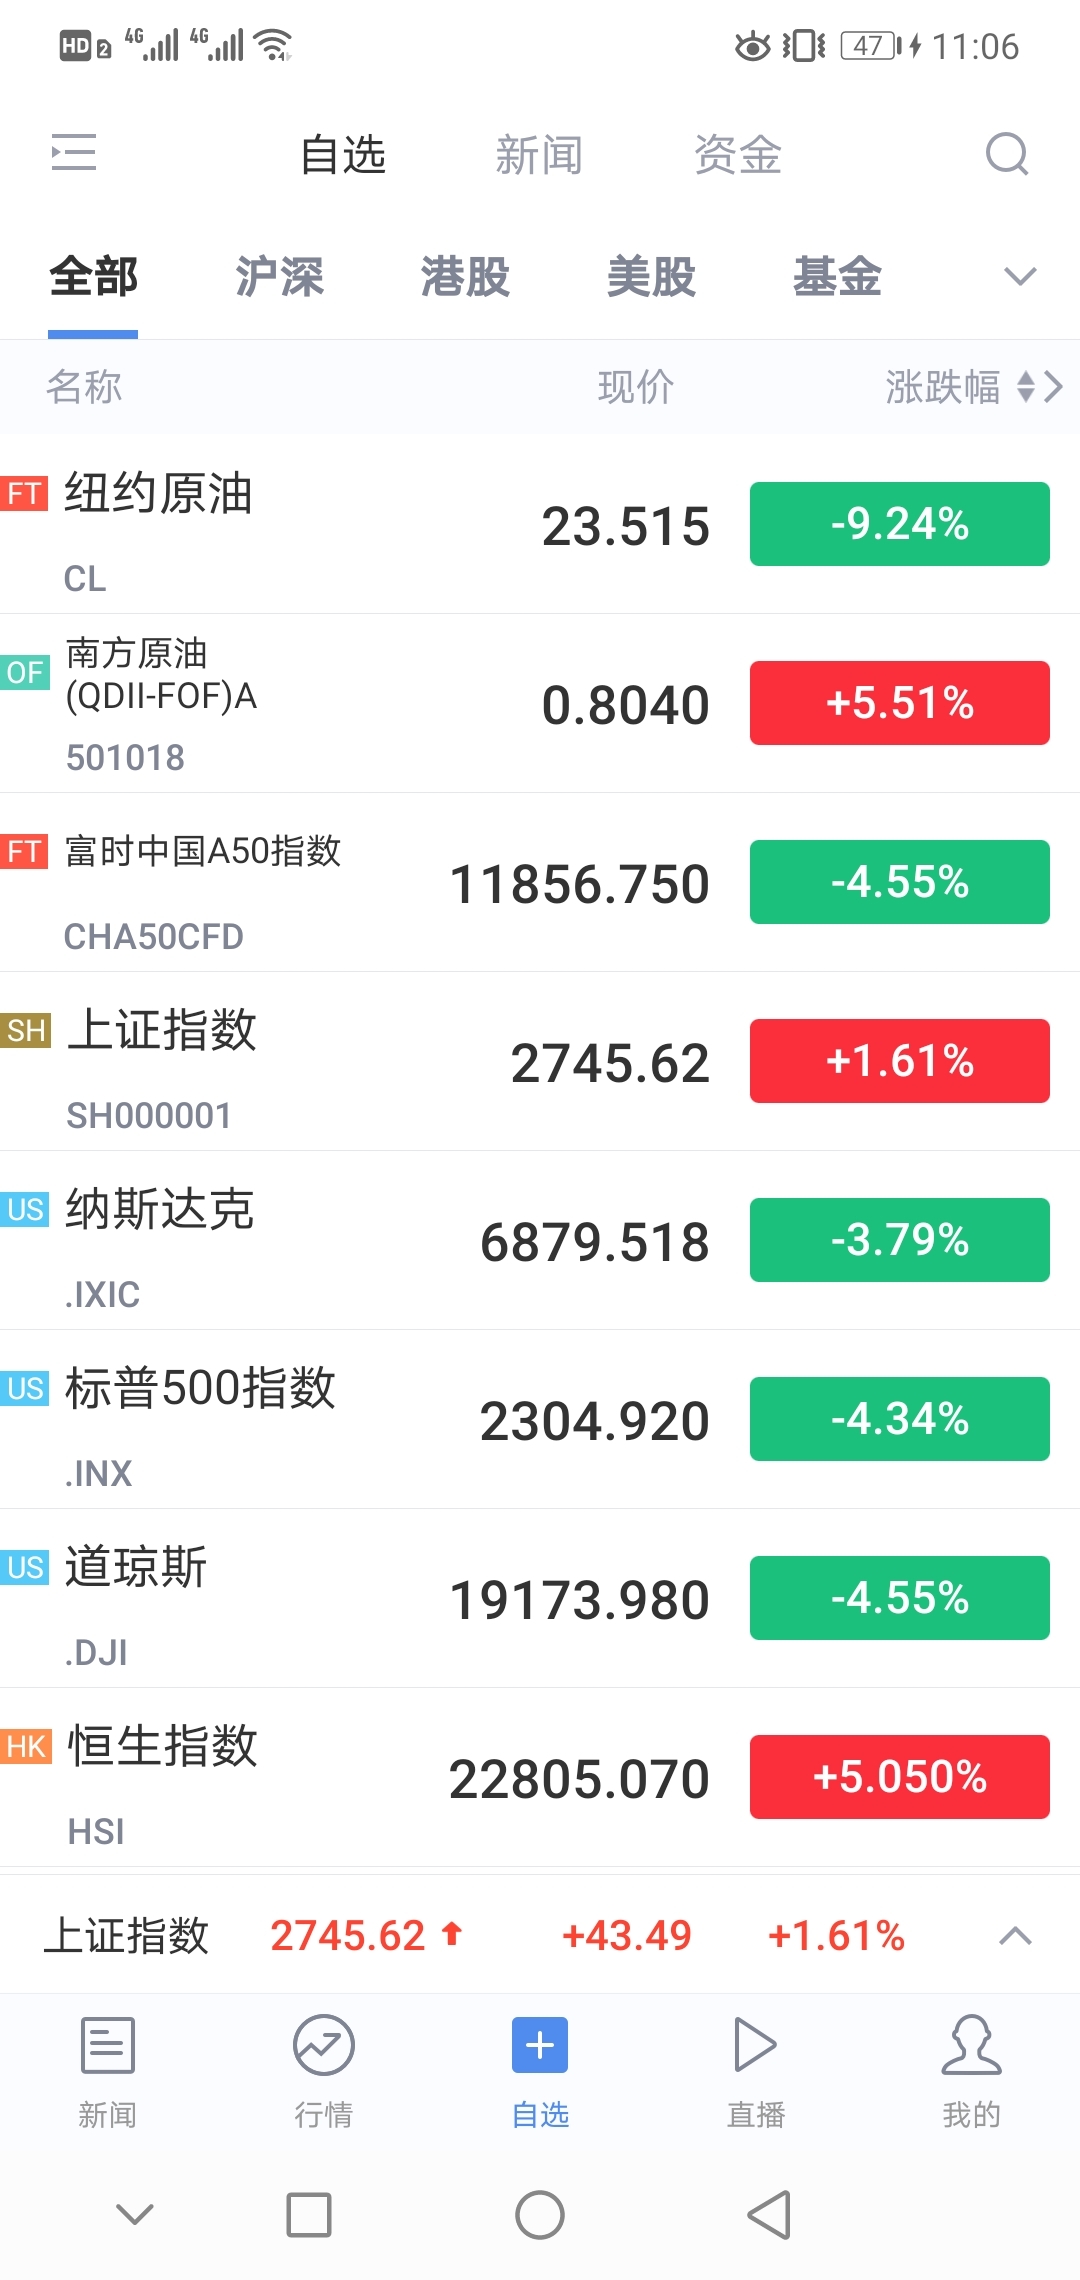 HD 2 4G 4G 47 11:06
自选 新闻 资金
全部 沪深 港股 美股 基金
名称 现价 涨跌幅
FT 纽约原油
23.515 -9.24%
CL
南方原油
OF (QDII-FOF)A
0.8040 +5.51%
501018
FT 富时中国A50指数
11856.750 -4.55%
CHA50CFD
SH 上证指数
2745.62 +1.61%
SH000001
US 纳斯达克
6879.518 -3.79%
.IXIC
US 标普500指数
2304.920 -4.34%
.INX
US 道琼斯
19173.980 -4.55%
.DJI
HK 恒生指数
22805.070 +5.050%
HSI
上证指数 2745.62 +43.49 +1.61%
新闻 行情 自选 直播 我的